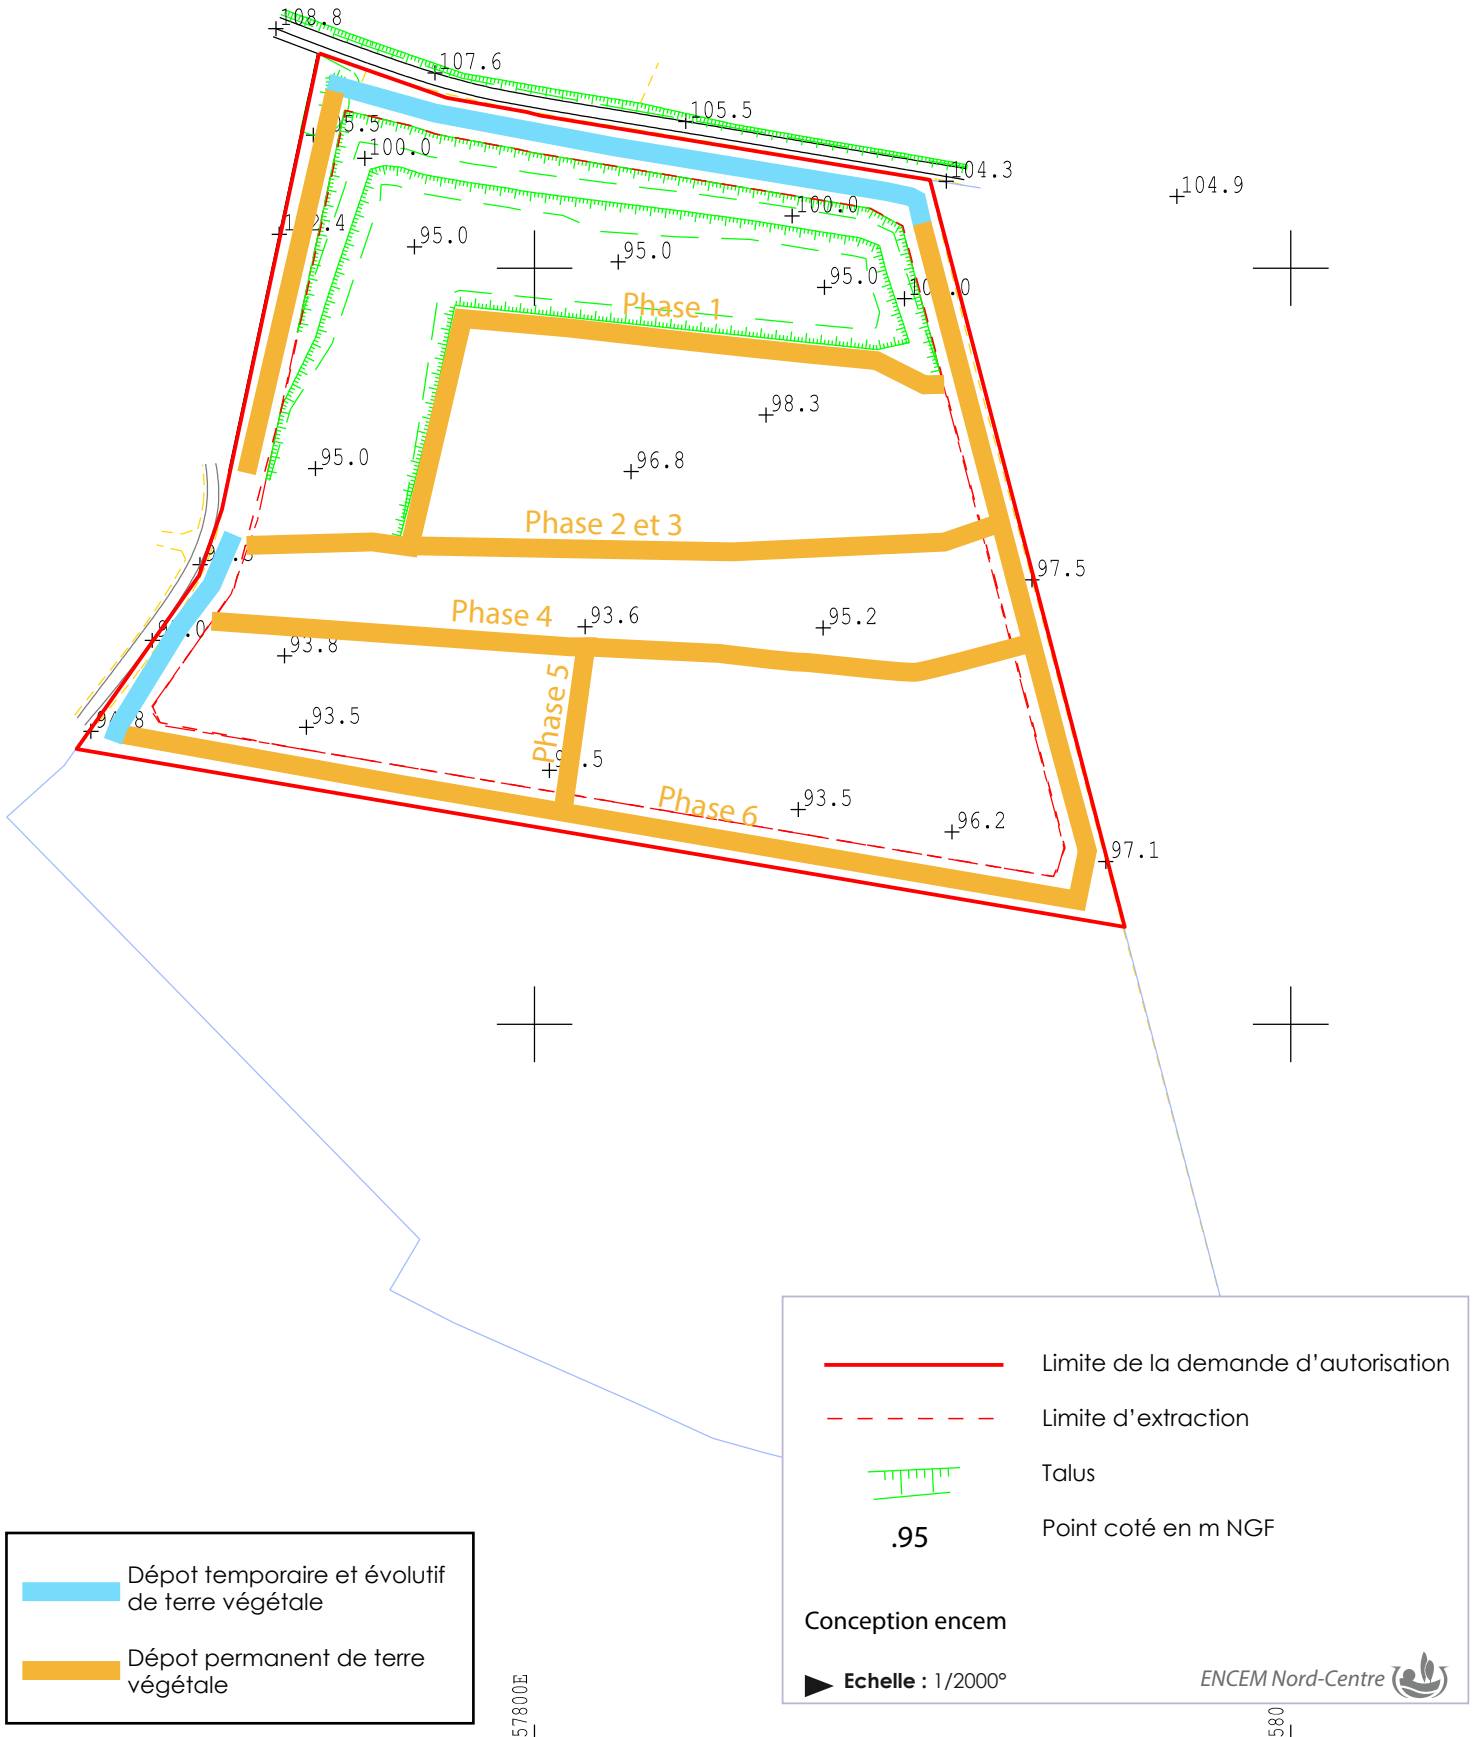 108.8
107.6
105.5
104.3
104.9
100.0
100.0
95.0
95.0
95.0
Phase 1
98.3
95.0
96.8
Phase 2 et 3
97.5
Phase 4
93.6
95.2
93.8
Phase 5
93.5
Phase 6
93.5
96.2
97.1
Limite de la demande d’autorisation
Limite d’extraction
Talus
.95
Point coté en m NGF
Conception encem
Echelle : 1/2000°
ENCEM Nord-Centre
Dépot temporaire et évolutif
de terre végétale
Dépot permanent de terre
végétale
57800E
580